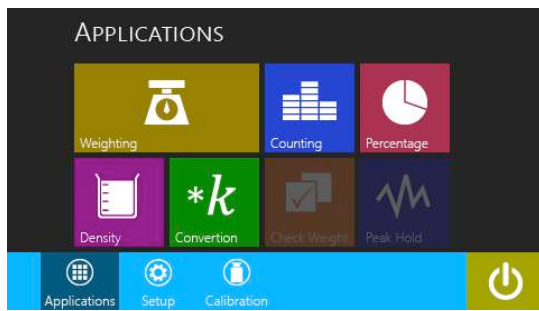 APPLICATIONS
Weighting
Counting
Percentage
Density
*k
Convertion
Check Weight
Peak Hold
Applications
Setup
Calibration